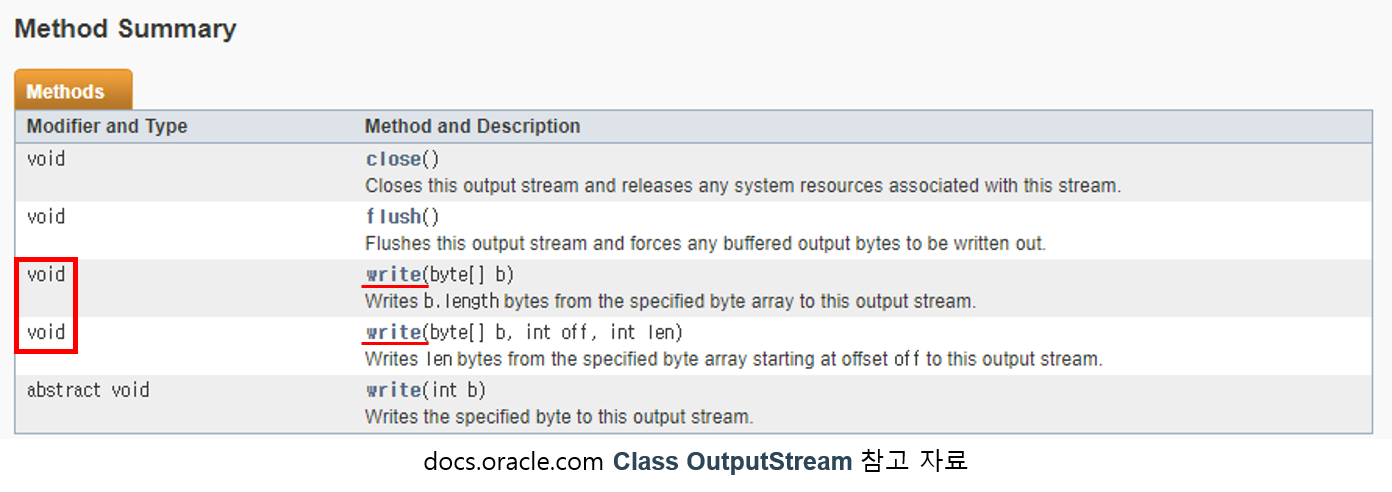 Method Summary
Methods
Modifier and Type Method and Description
void close()
Closes this output stream and releases any system resources associated with this stream.
void flush()
Flushes this output stream and forces any buffered output bytes to be written out.
void write(byte[] b)
Writes b.length bytes from the specified byte array to this output stream.
void write(byte[] b, int off, int len)
Writes len bytes from the specified byte array starting at offset off to this output stream.
abstract void write(int b)
Writes the specified byte to this output stream.
docs.oracle.com Class OutputStream 참고 자료